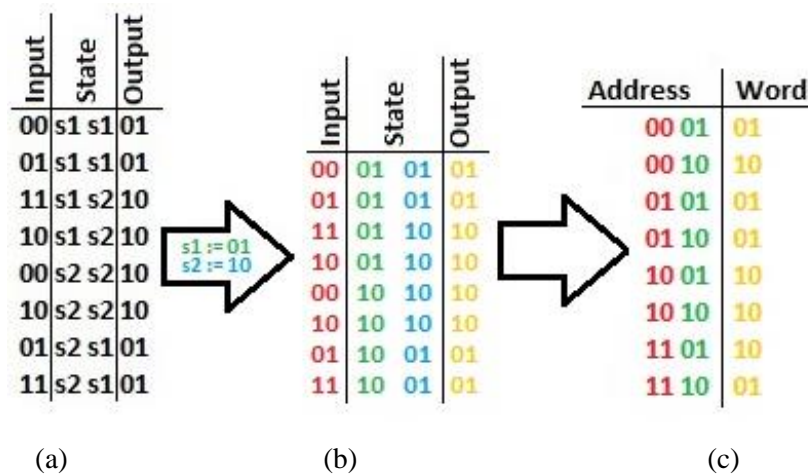 Input State Output
00 s1 s1 01
01 s1 s1 01
11 s1 s2 10
10 s1 s2 10
00 s2 s2 10
10 s2 s2 10
01 s2 s1 01
11 s2 s1 01
s1 := 01
s2 := 10
Input State Output
00 01 01 01
01 01 01 01
11 01 10 10
10 01 10 10
00 10 10 10
10 10 10 10
01 10 01 01
11 10 01 01
Address Word
00 01 01
00 10 10
01 01 01
01 10 01
10 01 10
10 10 10
11 01 10
11 10 01
(a) (b) (c)